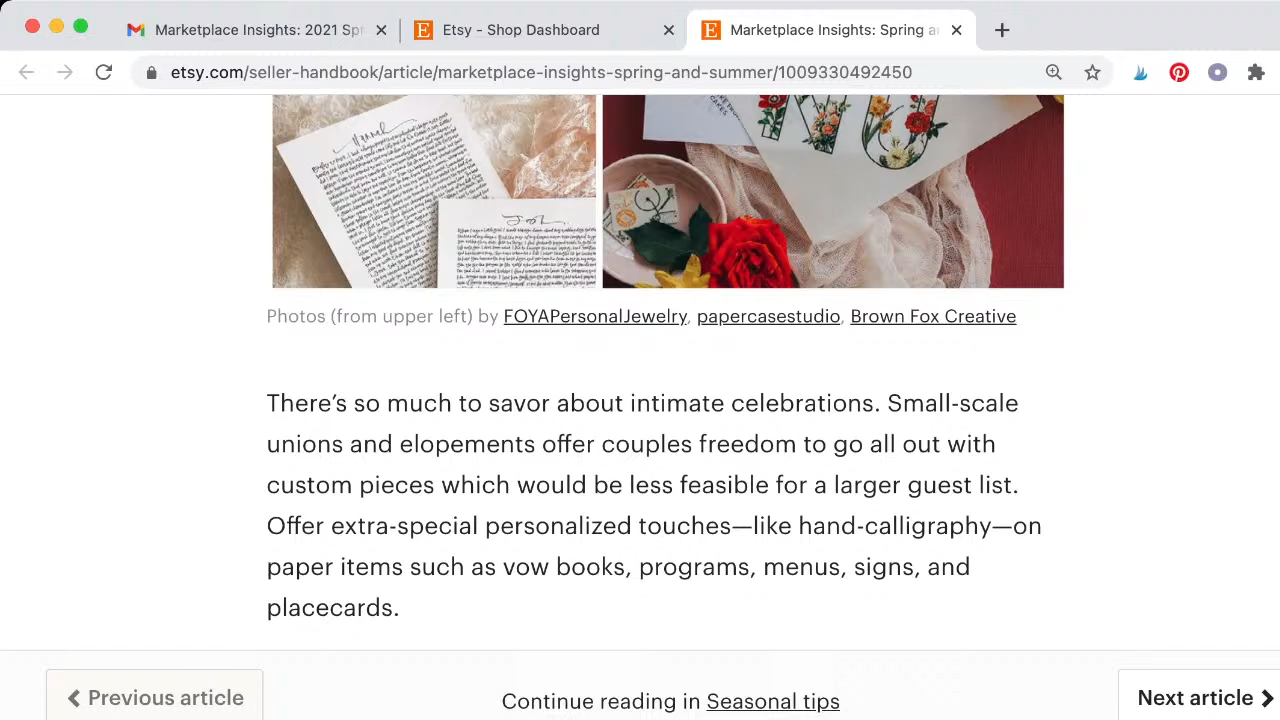 Marketplace Insights: 2021 Sp
Etsy - Shop Dashboard
Marketplace Insights: Spring a
etsy.com/seller-handbook/article/marketplace-insights-spring-and-summer/1009330492450
Hannah
CAKES
Photos (from upper left) by FOYAPersonalJewelry, papercasestudio, Brown Fox Creative
There’s so much to savor about intimate celebrations. Small-scale
unions and elopements offer couples freedom to go all out with
custom pieces which would be less feasible for a larger guest list.
Offer extra-special personalized touches—like hand-calligraphy—on
paper items such as vow books, programs, menus, signs, and
placecards.
Previous article
Continue reading in Seasonal tips
Next article